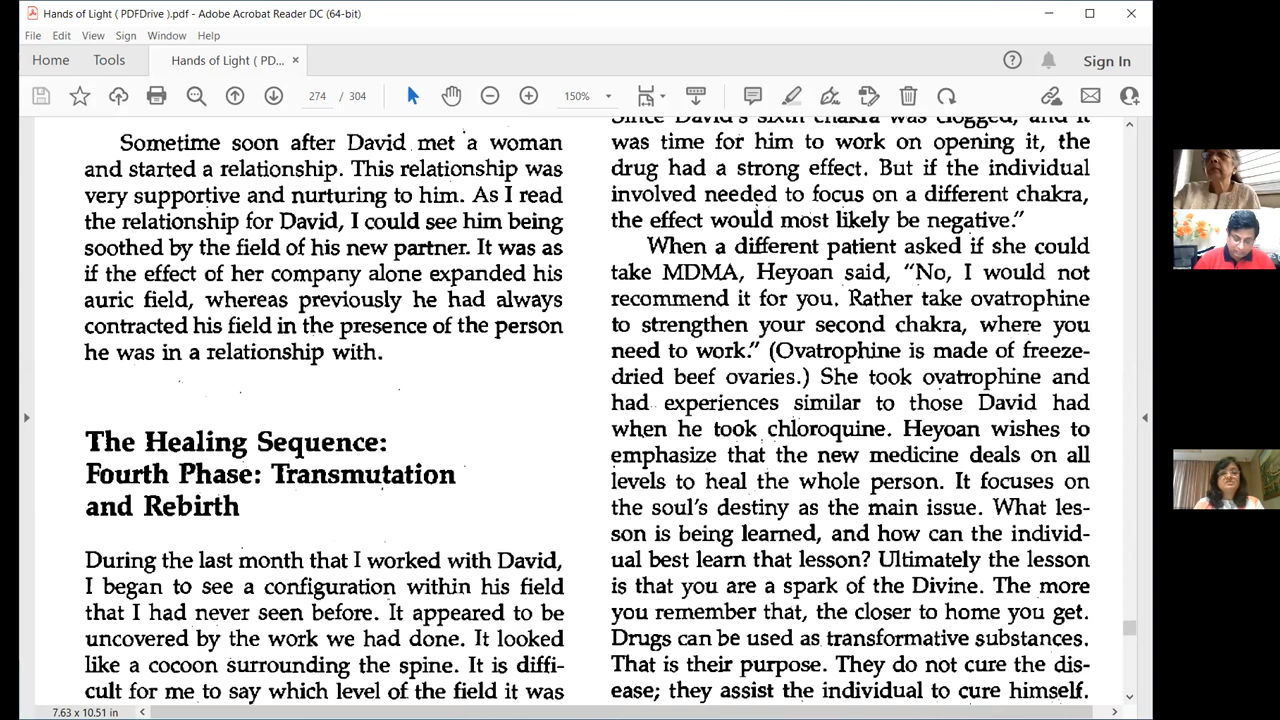 Hands of Light ( PDFDrive ).pdf - Adobe Acrobat Reader DC (64-bit)
File Edit View Sign Window Help
Home Tools Hands of Light ( PD... × Sign In
274 / 304 150%
Sometime soon after David met a woman
and started a relationship. This relationship was
very supportive and nurturing to him. As I read
the relationship for David, I could see him being
soothed by the field of his new partner. It was as
if the effect of her company alone expanded his
auric field, whereas previously he had always
contracted his field in the presence of the person
he was in a relationship with.
The Healing Sequence:
Fourth Phase: Transmutation
and Rebirth
During the last month that I worked with David,
I began to see a configuration within his field
that I had never seen before. It appeared to be
uncovered by the work we had done. It looked
like a cocoon surrounding the spine. It is diffi-
cult for me to say which level of the field it was
Since David's sixth chakra was clogged, and it
was time for him to work on opening it, the
drug had a strong effect. But if the individual
involved needed to focus on a different chakra,
the effect would most likely be negative."
When a different patient asked if she could
take MDMA, Heyoan said, "No, I would not
recommend it for you. Rather take ovatrophine
to strengthen your second chakra, where you
need to work." (Ovatrophine is made of freeze-
dried beef ovaries.) She took ovatrophine and
had experiences similar to those David had
when he took chloroquine. Heyoan wishes to
emphasize that the new medicine deals on all
levels to heal the whole person. It focuses on
the soul's destiny as the main issue. What les-
son is being learned, and how can the individ-
ual best learn that lesson? Ultimately the lesson
is that you are a spark of the Divine. The more
you remember that, the closer to home you get.
Drugs can be used as transformative substances.
That is their purpose. They do not cure the dis-
ease; they assist the individual to cure himself.
7.63 x 10.51 in